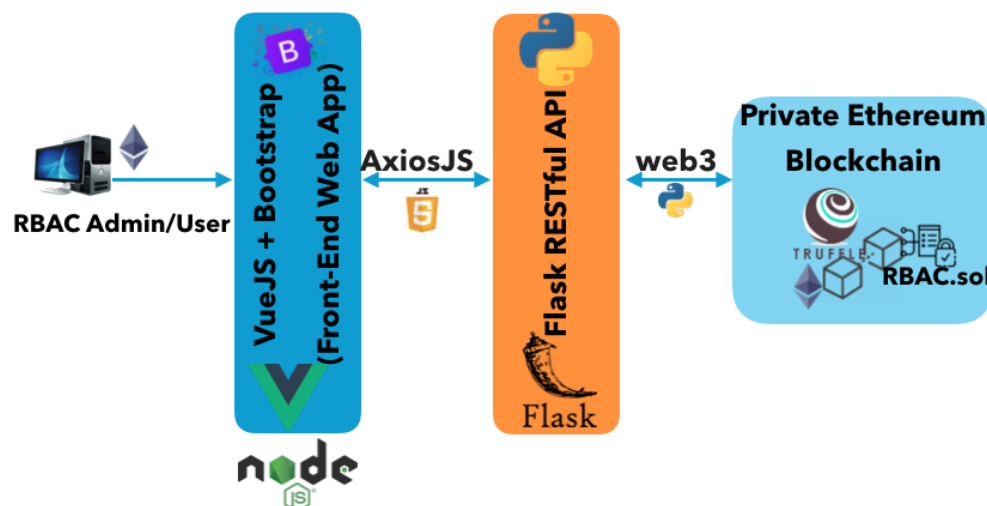 RBAC Admin/User
B
VueJS + Bootstrap
(Front-End Web App)
node
JS
AxiosJS
JS
5
Flask RESTful API
Flask
web3
Private Ethereum
Blockchain
TRUFFLE
RBAC.sol